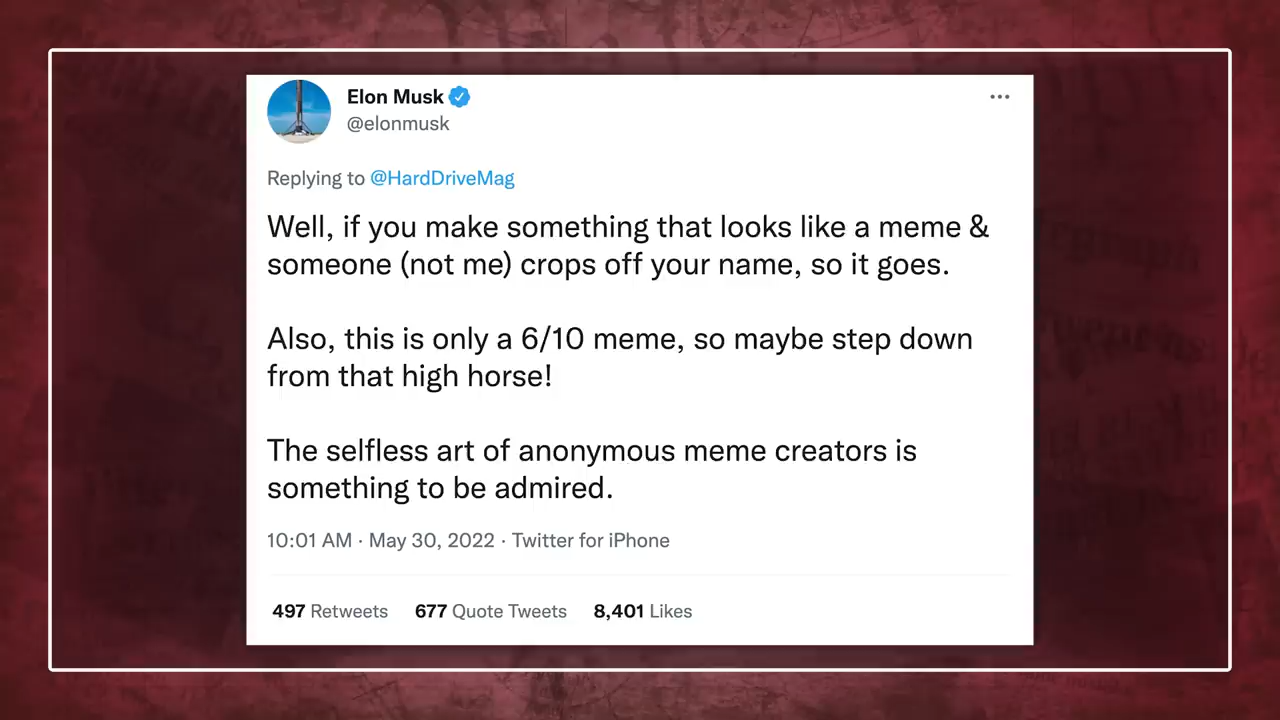 Elon Musk
@elonmusk
Replying to @HardDriveMag
Well, if you make something that looks like a meme &
someone (not me) crops off your name, so it goes.
Also, this is only a 6/10 meme, so maybe step down
from that high horse!
The selfless art of anonymous meme creators is
something to be admired.
10:01 AM · May 30, 2022 · Twitter for iPhone
497 Retweets 677 Quote Tweets 8,401 Likes